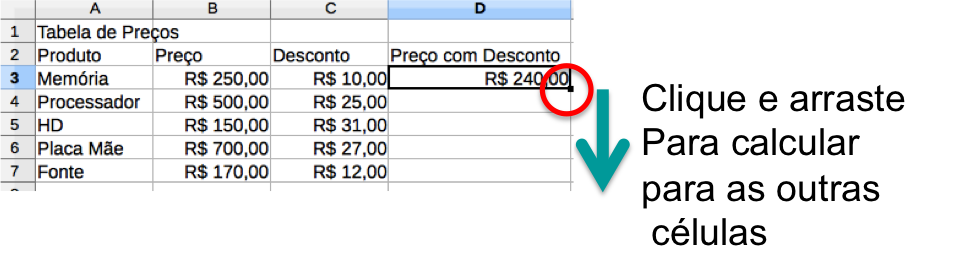 A B C D
1 Tabela de Preços
2 Produto Preço Desconto Preço com Desconto
3 Memória R$ 250,00 R$ 10,00 R$ 240,00
4 Processador R$ 500,00 R$ 25,00
5 HD R$ 150,00 R$ 31,00
6 Placa Mãe R$ 700,00 R$ 27,00
7 Fonte R$ 170,00 R$ 12,00
Clique e arraste
Para calcular
para as outras
células